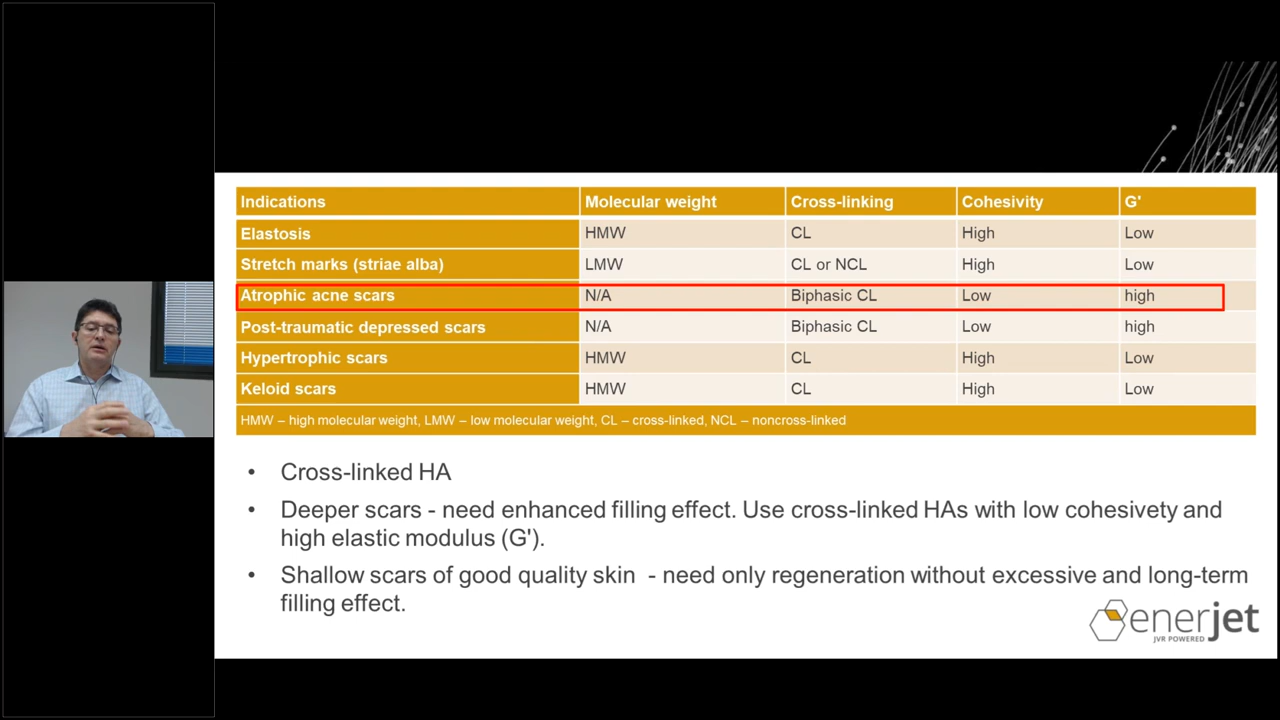 Indications Molecular weight Cross-linking Cohesivity G'
Elastosis HMW CL High Low
Stretch marks (striae alba) LMW CL or NCL High Low
Atrophic acne scars N/A Biphasic CL Low high
Post-traumatic depressed scars N/A Biphasic CL Low high
Hypertrophic scars HMW CL High Low
Keloid scars HMW CL High Low
HMW – high molecular weight, LMW – low molecular weight, CL – cross-linked, NCL – noncross-linked
• Cross-linked HA
• Deeper scars - need enhanced filling effect. Use cross-linked HAs with low cohesivety and
high elastic modulus (G').
• Shallow scars of good quality skin - need only regeneration without excessive and long-term
filling effect.
enerjet
JVR POWERED